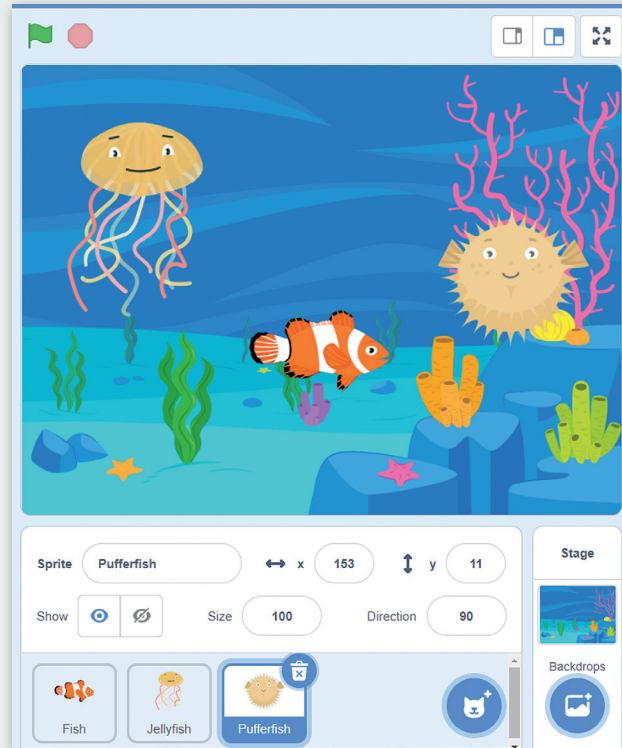 Sprite Pufferfish x 153 y 11
Show Size 100 Direction 90
Stage
Backdrops
Fish Jellyfish Pufferfish